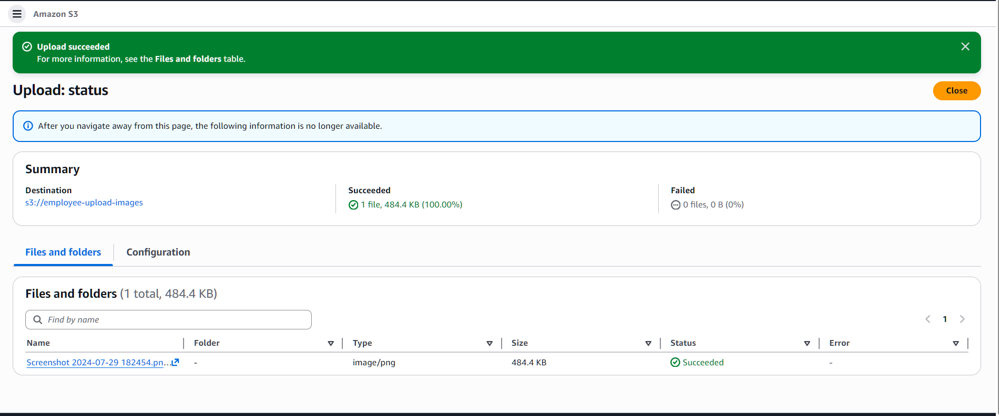 Amazon S3
Upload succeeded
For more information, see the Files and folders table.
Upload: status
Close
After you navigate away from this page, the following information is no longer available.
Summary
Destination
s3://employee-upload-images
Succeeded
1 file, 484.4 KB (100.00%)
Failed
0 files, 0 B (0%)
Files and folders
Configuration
Files and folders (1 total, 484.4 KB)
Find by name
1
Name Folder Type Size Status Error
Screenshot 2024-07-29 182454.pn... - image/png 484.4 KB Succeeded -